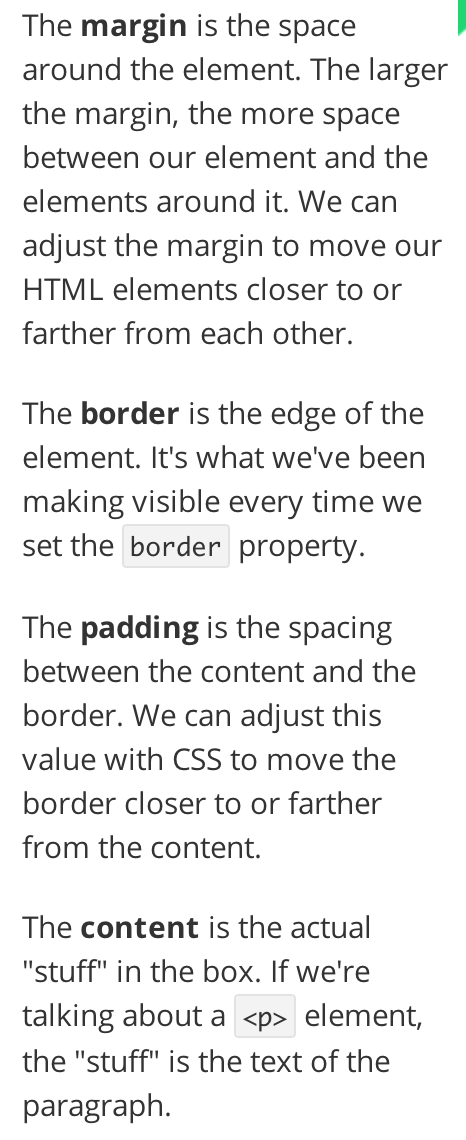 The margin is the space
around the element. The larger
the margin, the more space
between our element and the
elements around it. We can
adjust the margin to move our
HTML elements closer to or
farther from each other.
The border is the edge of the
element. It's what we've been
making visible every time we
set the border property.
The padding is the spacing
between the content and the
border. We can adjust this
value with CSS to move the
border closer to or farther
from the content.
The content is the actual
"stuff" in the box. If we're
talking about a <p> element,
the "stuff" is the text of the
paragraph.